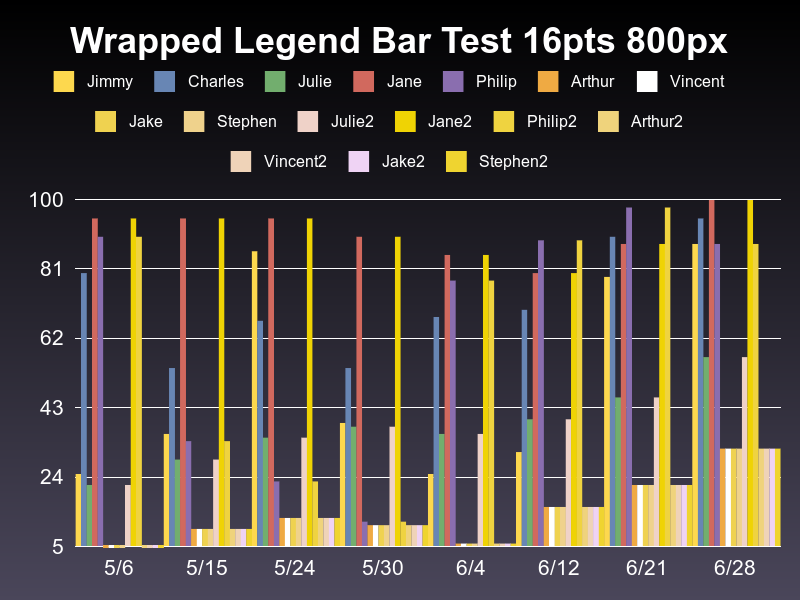 Wrapped Legend Bar Test 16pts 800px
Jimmy Charles Julie Jane Philip Arthur Vincent
Jake Stephen Julie2 Jane2 Philip2 Arthur2
Vincent2 Jake2 Stephen2
100
81
62
43
24
5
5/6 5/15 5/24 5/30 6/4 6/12 6/21 6/28